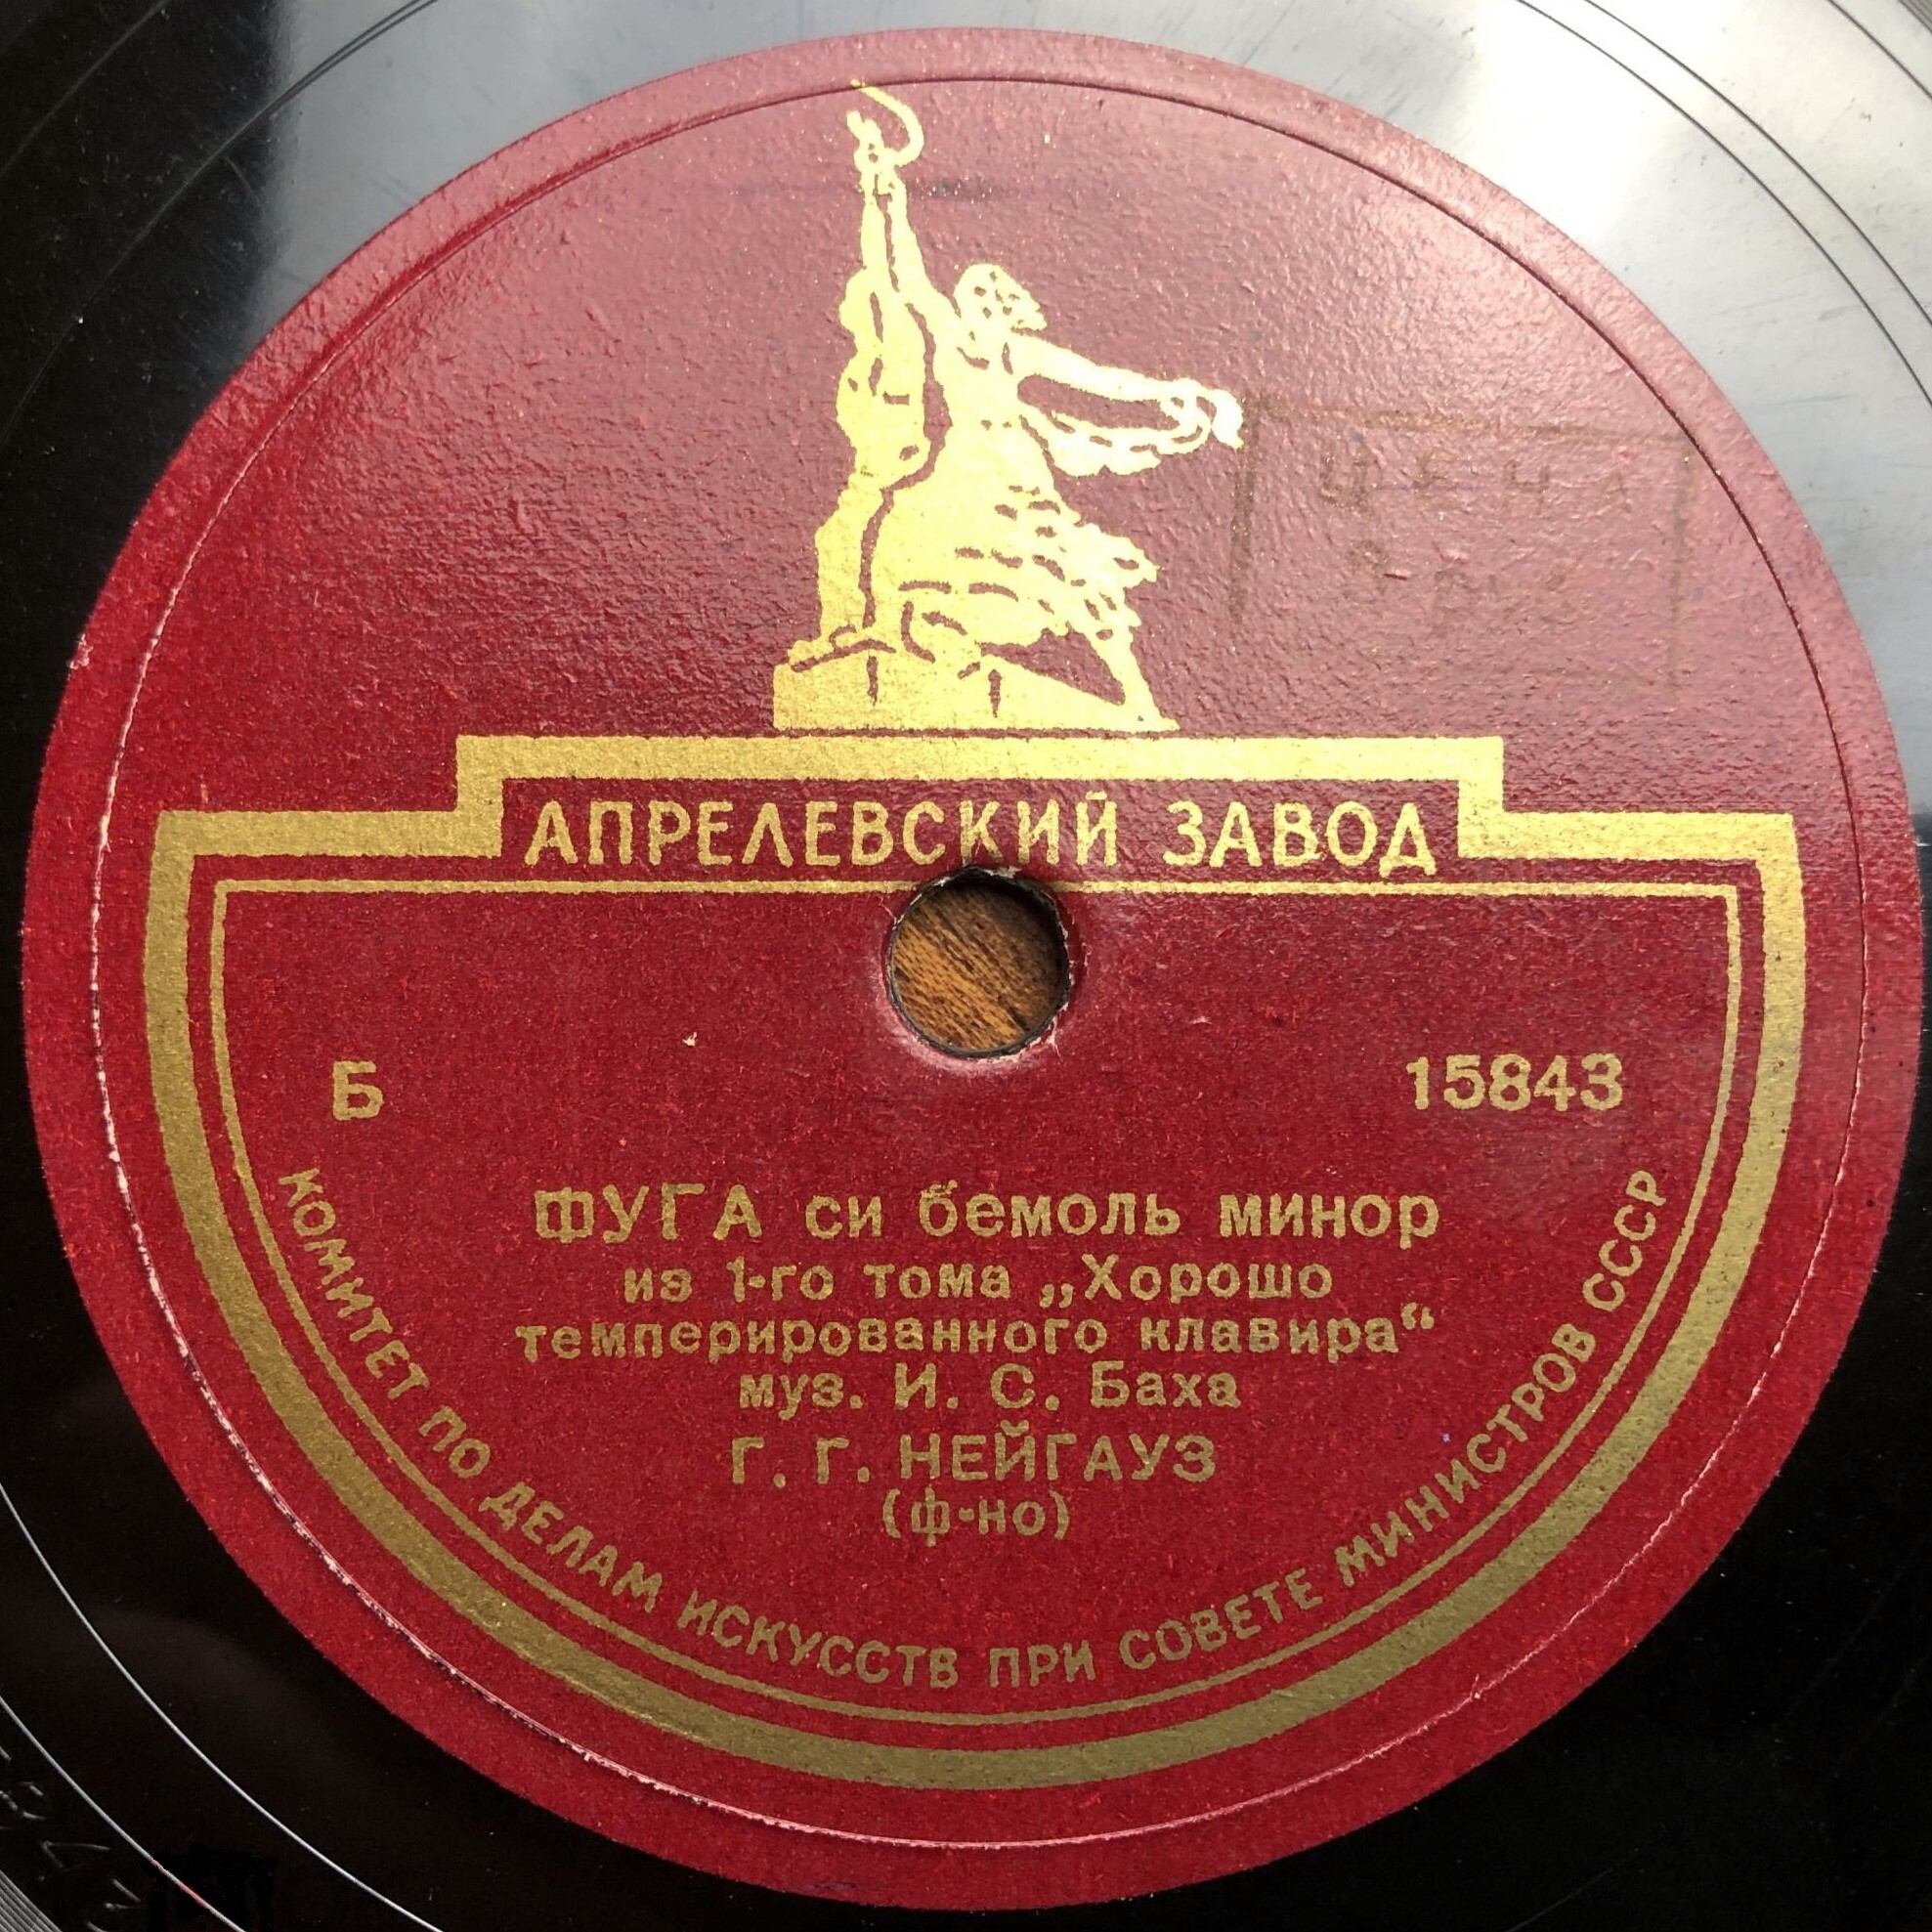 ЦЕНА
АПРЕЛЕВСКИЙ ЗАВОД
Б 15843
ФУГА си бемоль минор
из 1-го тома „Хорошо
темперированного клавира“
муз. И. С. Баха
Г. Г. НЕЙГАУЗ
(ф-но)
КОМИТЕТ ПО ДЕЛАМ ИСКУССТВ ПРИ СОВЕТЕ МИНИСТРОВ СССР